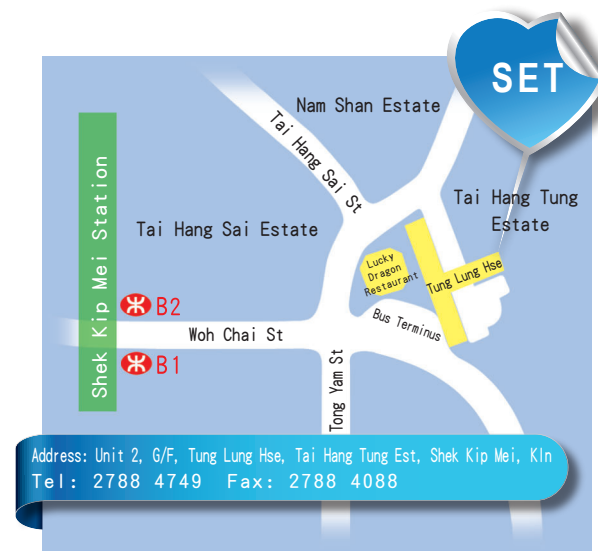 SET
Nam Shan Estate
Tai Hang Sai St
Tai Hang Tung
Estate
Tai Hang Sai Estate
Shek Kip Mei Station
Lucky
Dragon
Restaurant
Tung Lung Hse
B2
Bus Terminus
Woh Chai St
B1
Tong Yam St
Address: Unit 2, G/F, Tung Lung Hse, Tai Hang Tung Est, Shek Kip Mei, Kln
Tel: 2788 4749 Fax: 2788 4088